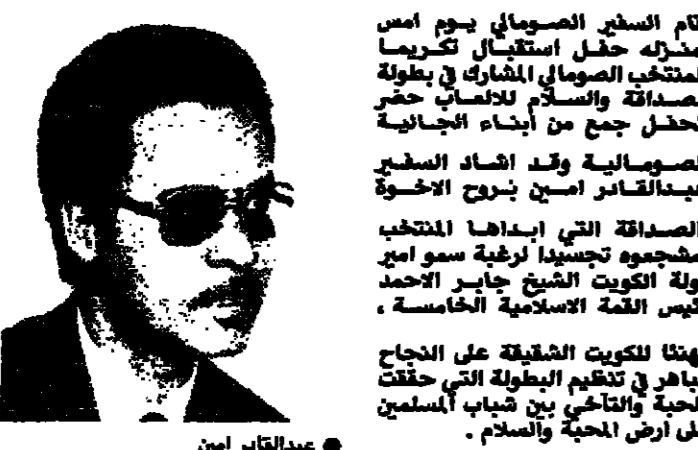 قام السفير الصومالي يوم امس
بمنزله حفل استقبال تكريما
للمنتخب الصومالي المشارك في بطولة
الصداقة والسلام للالعاب حضر
الحفل جمع من أبناء الجالية
الصومالية وقد اشاد السفير
عبدالقادر امين بروح الاخوة
والصداقة التي ابداها المنتخب
ومشجعوه تجسيدا لرغبة سمو امير
دولة الكويت الشيخ جابر الاحمد
رئيس القمة الاسلامية الخامسة ،
مهنئا للكويت الشقيقة على النجاح
الباهر في تنظيم البطولة التي حققت
المحبة والتآخي بين شباب المسلمين
على ارض المحبة والسلام .
● عبدالقادر امين